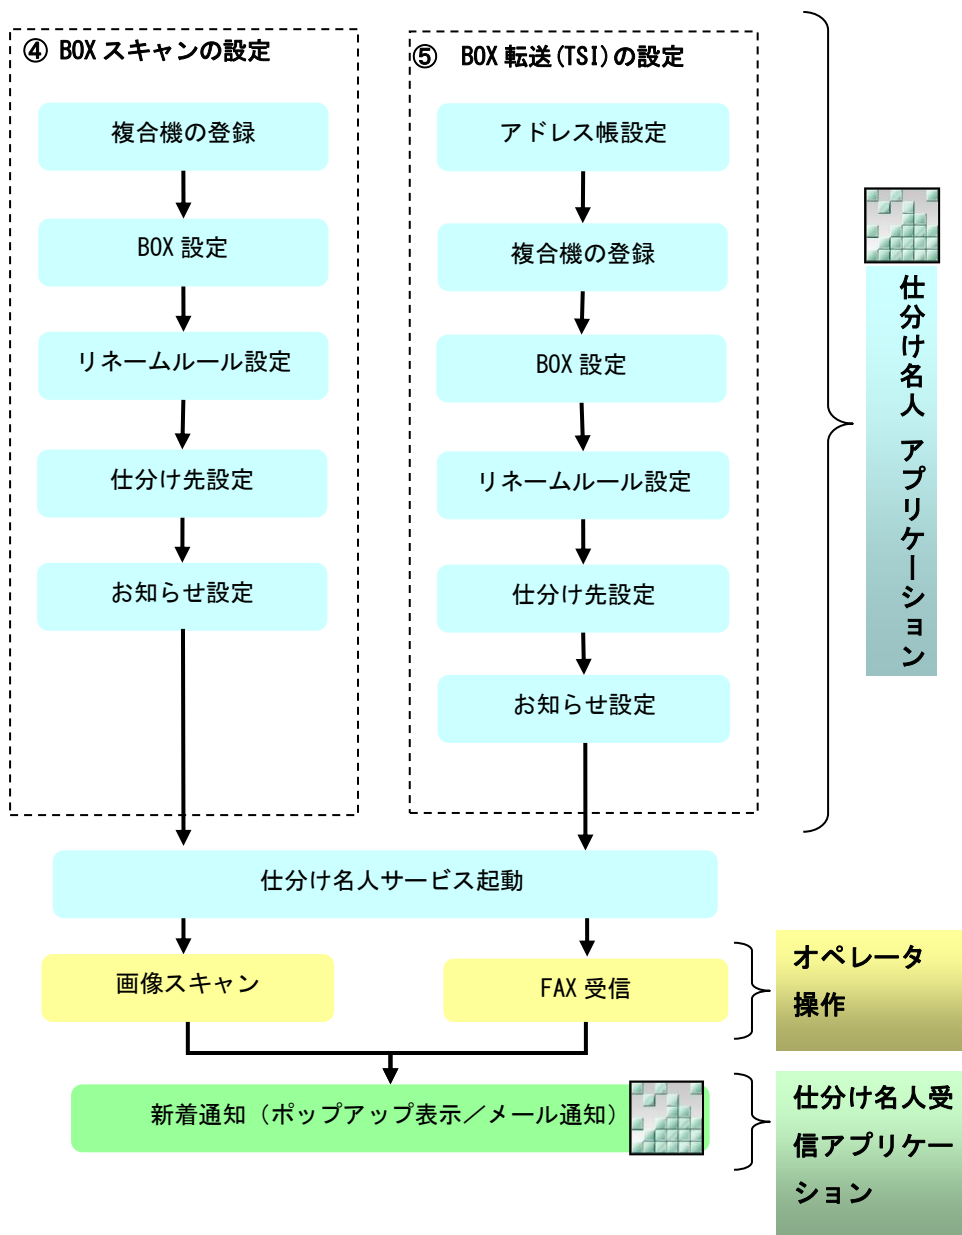 ④ BOX スキャンの設定
複合機の登録
BOX 設定
リネームルール設定
仕分け先設定
お知らせ設定
⑤ BOX 転送(TSI)の設定
アドレス帳設定
複合機の登録
BOX 設定
リネームルール設定
仕分け先設定
お知らせ設定
仕分け名人 アプリケーション
仕分け名人サービス起動
画像スキャン
FAX 受信
オペレータ
操作
新着通知（ポップアップ表示／メール通知）
仕分け名人受
信アプリケー
ション